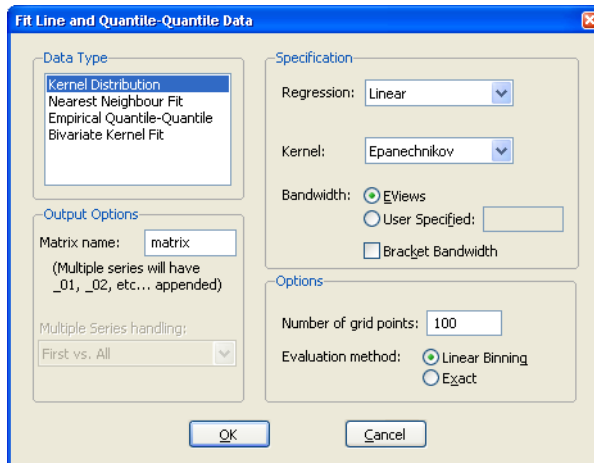 Fit Line and Quantile-Quantile Data
Data Type
Kernel Distribution
Nearest Neighbour Fit
Empirical Quantile-Quantile
Bivariate Kernel Fit
Output Options
Matrix name: matrix
(Multiple series will have
_01, _02, etc... appended)
Multiple Series handling:
First vs. All
Specification
Regression: Linear
Kernel: Epanechnikov
Bandwidth: EViews
User Specified:
Bracket Bandwidth
Options
Number of grid points: 100
Evaluation method: Linear Binning
Exact
OK
Cancel